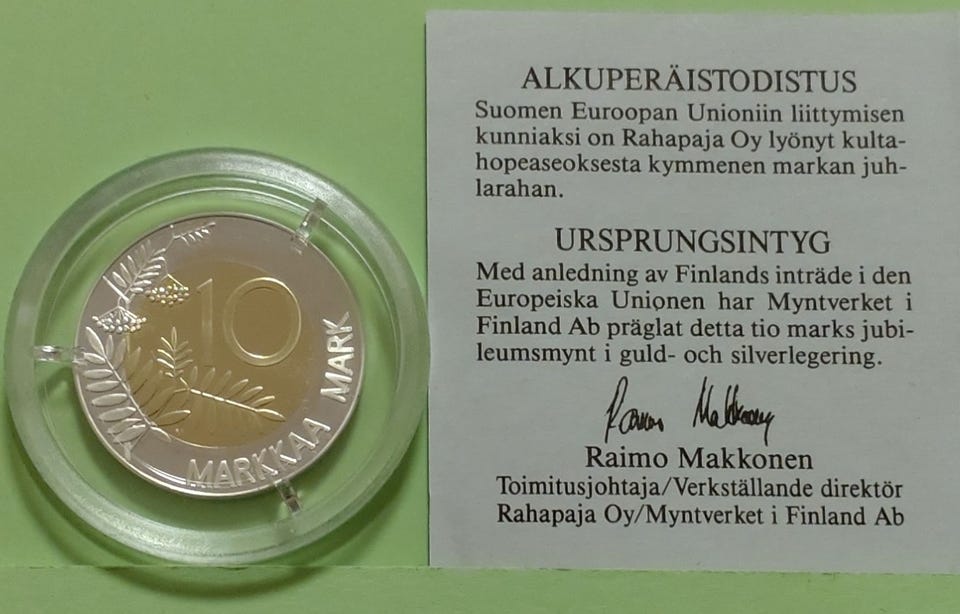 10
MARKKAA MARK
ALKUPERÄISTODISTUS
Suomen Euroopan Unioniin liittymisen
kunniaksi on Rahapaja Oy lyönyt kulta-
hopeaseoksesta kymmenen markan juh-
larahan.
URSPRUNGSINTYG
Med anledning av Finlands inträde i den
Europeiska Unionen har Myntverket i
Finland Ab präglat detta tio marks jubi-
leumsmynt i guld- och silverlegering.
Raimo Makkonen
Raimo Makkonen
Toimitusjohtaja/Verkställande direktör
Rahapaja Oy/Myntverket i Finland Ab